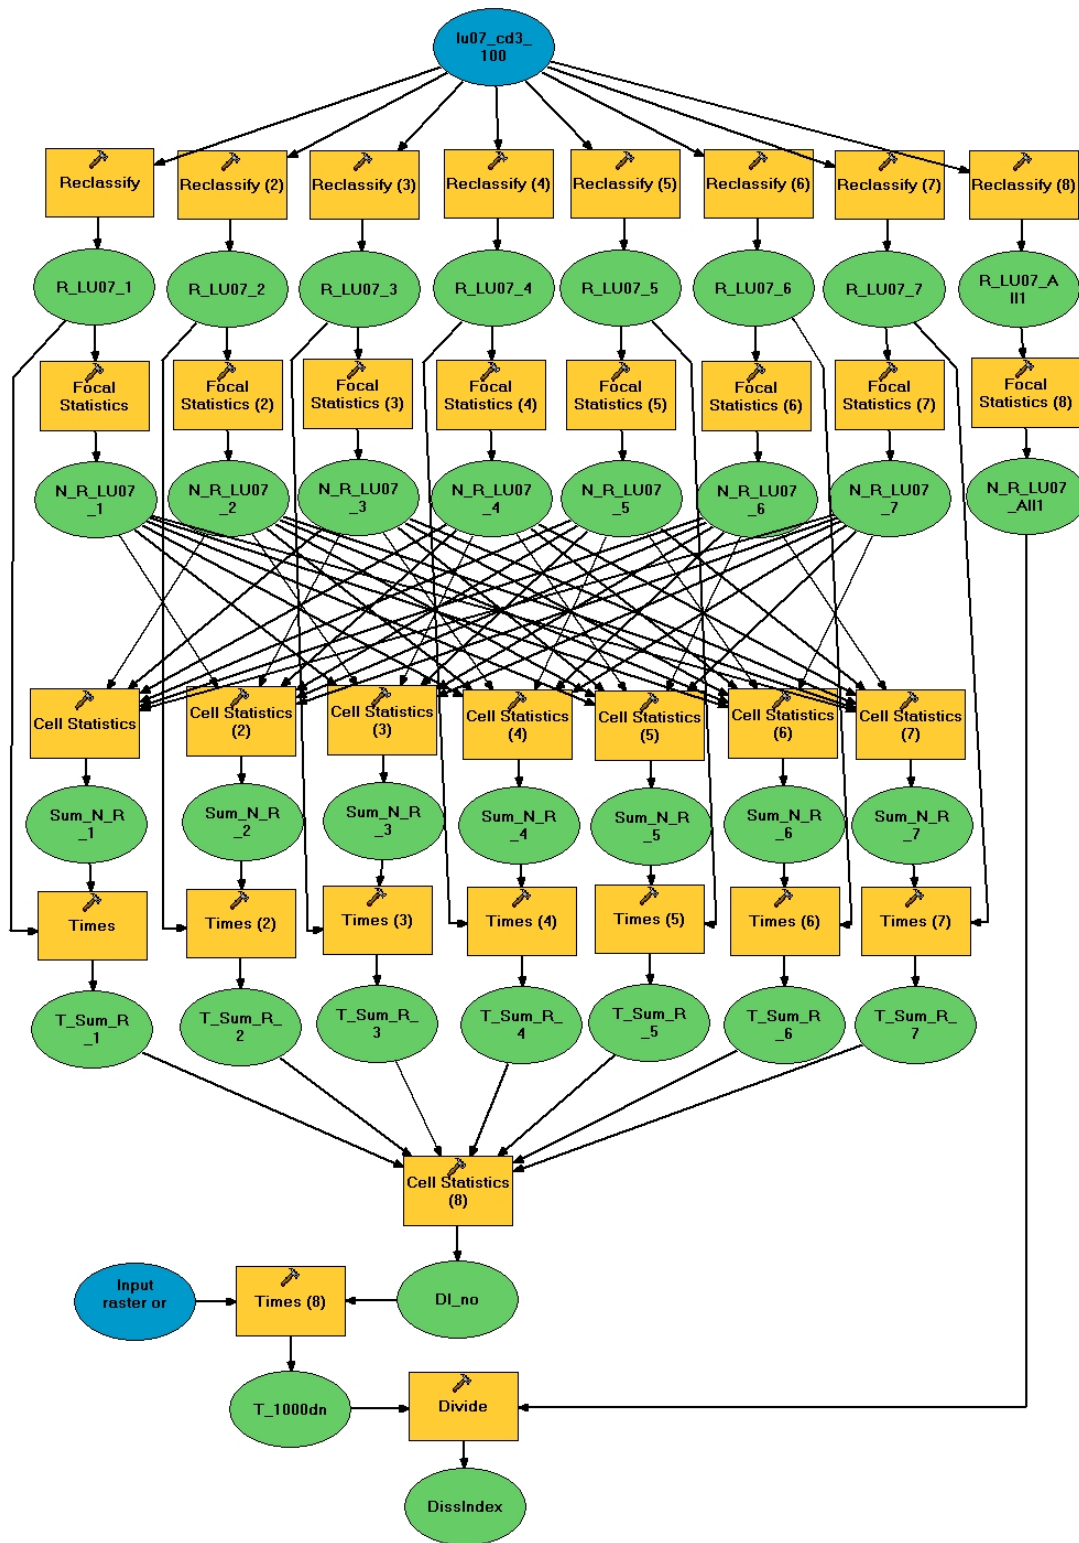 lu07_cd3_
100
Reclassify
Reclassify (2)
Reclassify (3)
Reclassify (4)
Reclassify (5)
Reclassify (6)
Reclassify (7)
Reclassify (8)
R_LU07_1
R_LU07_2
R_LU07_3
R_LU07_4
R_LU07_5
R_LU07_6
R_LU07_7
R_LU07_A
ll1
Focal
Statistics
Focal
Statistics (2)
Focal
Statistics (3)
Focal
Statistics (4)
Focal
Statistics (5)
Focal
Statistics (6)
Focal
Statistics (7)
Focal
Statistics (8)
N_R_LU07
_1
N_R_LU07
_2
N_R_LU07
_3
N_R_LU07
_4
N_R_LU07
_5
N_R_LU07
_6
N_R_LU07
_7
N_R_LU07
_All1
Cell Statistics
Cell Statistics
(2)
Cell Statistics
(3)
Cell Statistics
(4)
Cell Statistics
(5)
Cell Statistics
(6)
Cell Statistics
(7)
Sum_N_R
_1
Sum_N_R
_2
Sum_N_R
_3
Sum_N_R
_4
Sum_N_R
_5
Sum_N_R
_6
Sum_N_R
_7
Times
Times (2)
Times (3)
Times (4)
Times (5)
Times (6)
Times (7)
T_Sum_R
_1
T_Sum_R_
2
T_Sum_R_
3
T_Sum_R_
4
T_Sum_R
_5
T_Sum_R
_6
T_Sum_R_
7
Cell Statistics
(8)
Input
raster or
Times (8)
DI_no
T_1000dn
Divide
DissIndex